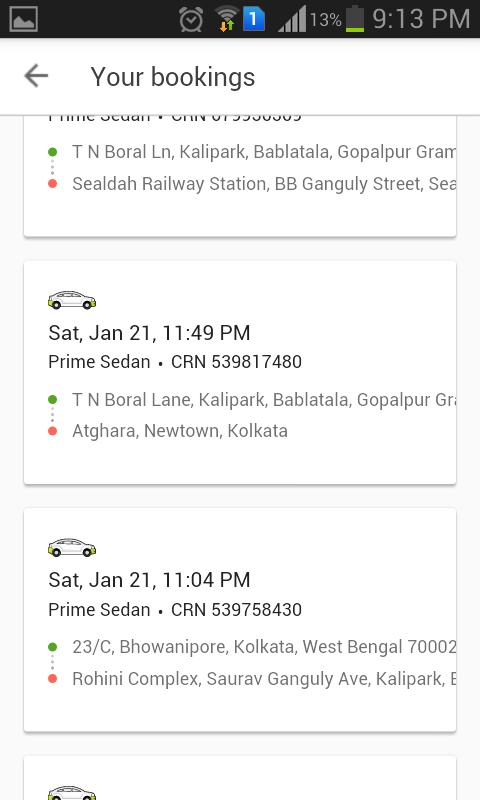 1
13%
9:13 PM
Your bookings
Prime Sedan • CRN
T N Boral Ln, Kalipark, Bablatala, Gopalpur Gram
Sealdah Railway Station, BB Ganguly Street, Sea
Sat, Jan 21, 11:49 PM
Prime Sedan • CRN 539817480
T N Boral Lane, Kalipark, Bablatala, Gopalpur Gra
Atghara, Newtown, Kolkata
Sat, Jan 21, 11:04 PM
Prime Sedan • CRN 539758430
23/C, Bhowanipore, Kolkata, West Bengal 70002
Rohini Complex, Saurav Ganguly Ave, Kalipark,